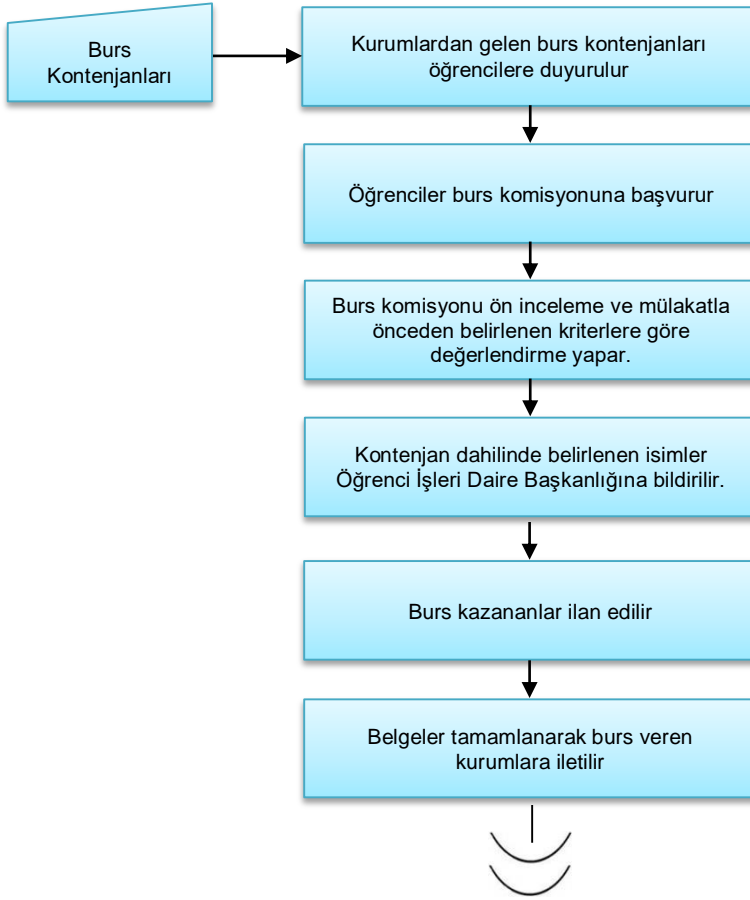 Burs
Kontenjanları
Kurumlardan gelen burs kontenjanları
öğrencilere duyurulur
Öğrenciler burs komisyonuna başvurur
Burs komisyonu ön inceleme ve mülakatla
önceden belirlenen kriterlere göre
değerlendirme yapar.
Kontenjan dahilinde belirlenen isimler
Öğrenci İşleri Daire Başkanlığına bildirilir.
Burs kazananlar ilan edilir
Belgeler tamamlanarak burs veren
kurumlara iletilir